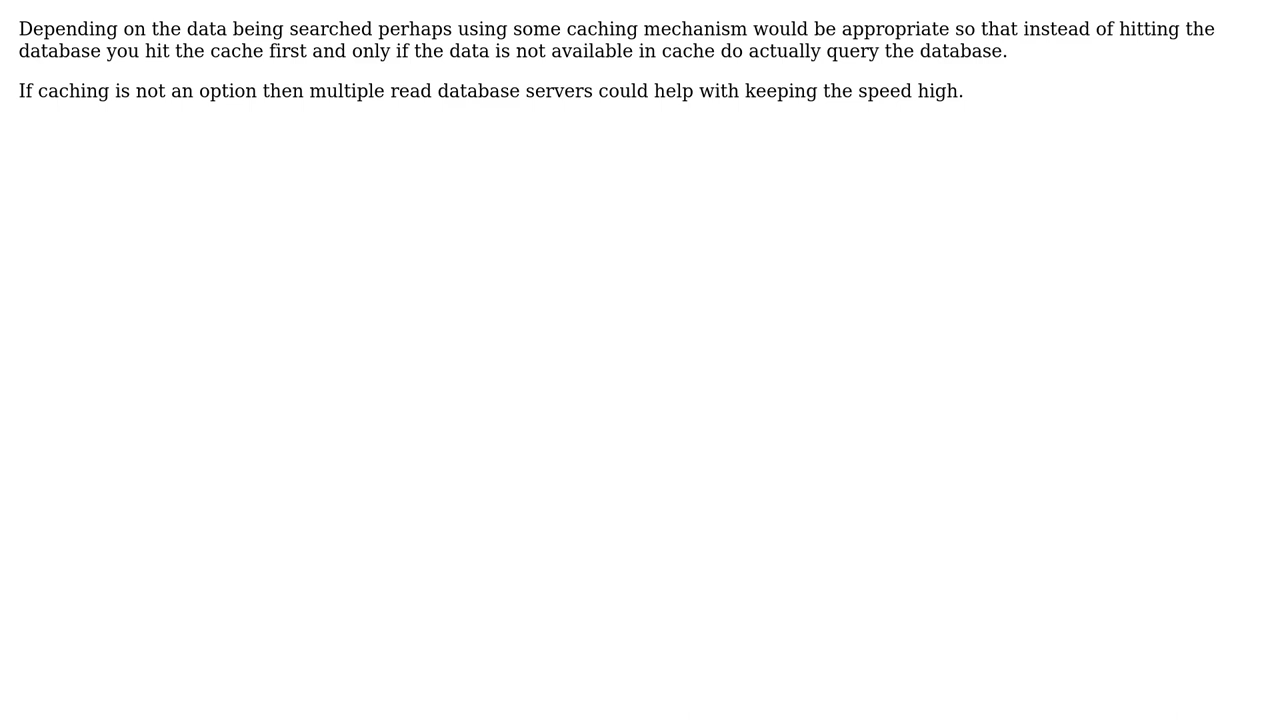 Depending on the data being searched perhaps using some caching mechanism would be appropriate so that instead of hitting the
database you hit the cache first and only if the data is not available in cache do actually query the database.
If caching is not an option then multiple read database servers could help with keeping the speed high.